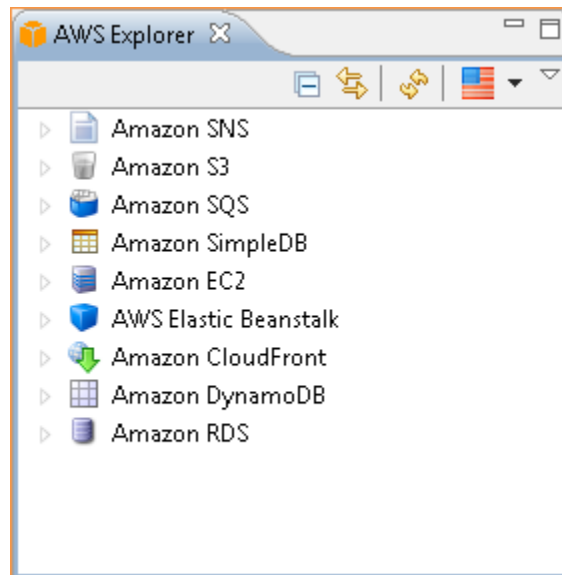 AWS Explorer
Amazon SNS
Amazon S3
Amazon SQS
Amazon SimpleDB
Amazon EC2
AWS Elastic Beanstalk
Amazon CloudFront
Amazon DynamoDB
Amazon RDS